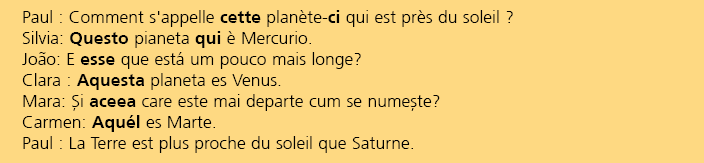 Paul : Comment s'appelle cette planète-ci qui est près du soleil ?
Silvia: Questo pianeta qui è Mercurio.
João: E esse que está um pouco mais longe?
Clara : Aquesta planeta es Venus.
Mara: Și aceea care este mai departe cum se numește?
Carmen: Aquél es Marte.
Paul : La Terre est plus proche du soleil que Saturne.